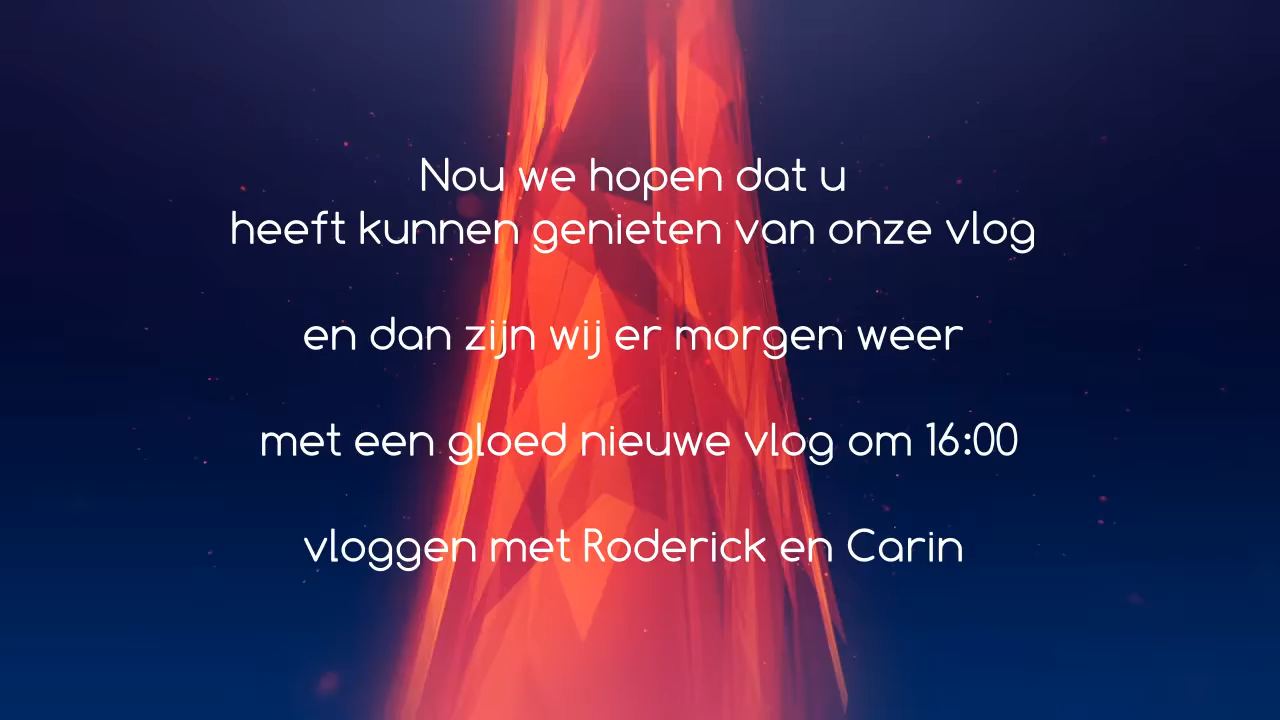 Nou we hopen dat u
heeft kunnen genieten van onze vlog
en dan zijn wij er morgen weer
met een gloed nieuwe vlog om 16:00
vloggen met Roderick en Carin